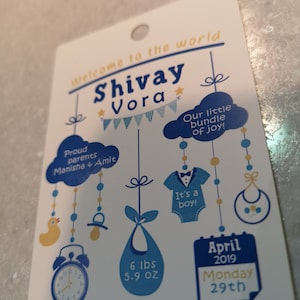 welcome to the world
Shivay
Vora
Our little
bundle
of joy!
Proud
parents
Manisha & Amit
It's a
boy!
6 lbs
5.9 oz
April
2019
Monday
29th